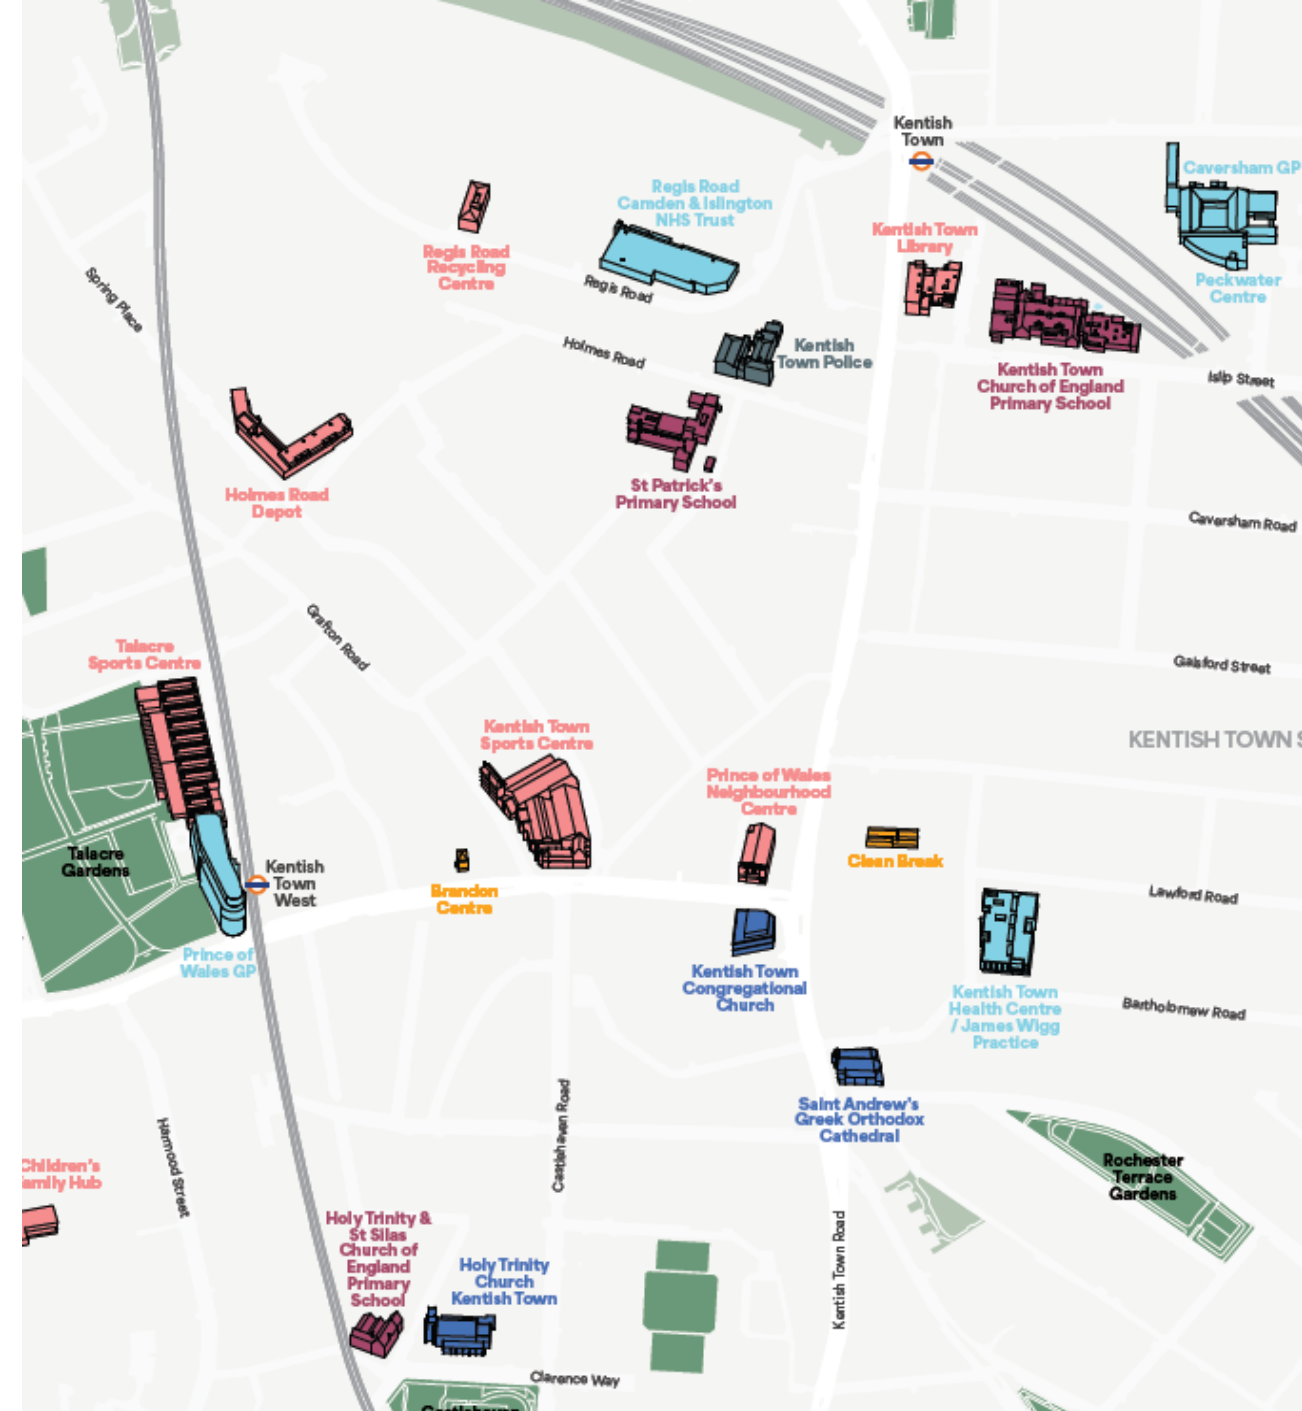 Kentish
Town
Caversham GP
Regis Road
Camden & Islington
NHS Trust
Kentish Town
Library
Regis Road
Recycling
Centre
Spring Place
Regis Road
Peckwater
Centre
Holmes Road
Kentish
Town Police
Kentish Town
Church of England
Primary School
Islip Street
Holmes Road
Depot
St Patrick's
Primary School
Caversham Road
Grafton Road
Talacre
Sports Centre
Gaisford Street
Kentish Town
Sports Centre
KENTISH TOWN S
Prince of Wales
Neighbourhood
Centre
Talacre
Gardens
Kentish
Town
West
Brandon
Centre
Clean Break
Lawford Road
Prince of
Wales GP
Kentish Town
Congregational
Church
Kentish Town
Health Centre
/ James Wigg
Practice
Bartholomew Road
Castlehaven Road
Saint Andrew's
Greek Orthodox
Cathedral
Harmood Street
Children's
amily Hub
Rochester
Terrace
Gardens
Holy Trinity &
St Silas
Church of
England
Primary
School
Holy Trinity
Church
Kentish Town
Kentish Town Road
Clarence Way
Castlehaven